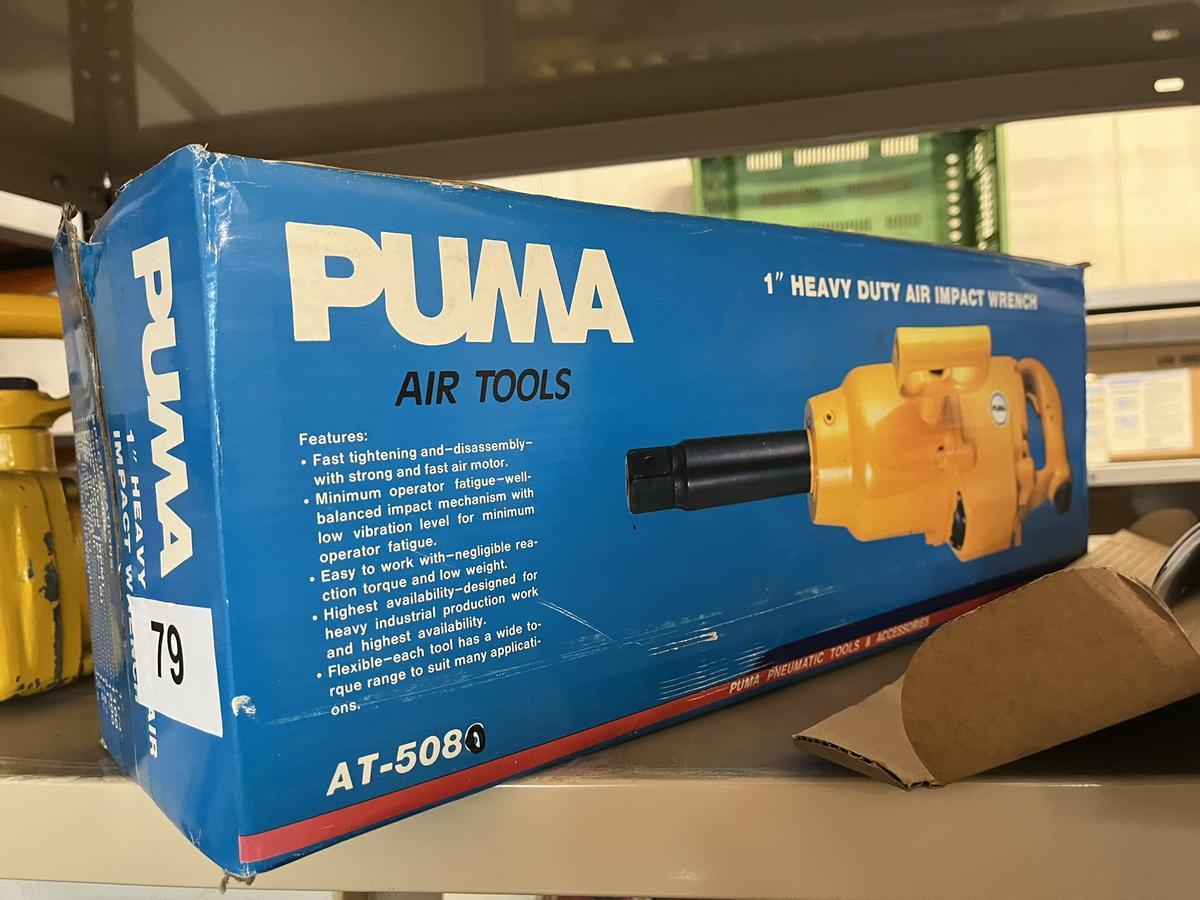 PUMA
AIR TOOLS
1" HEAVY DUTY AIR IMPACT WRENCH
Features:
• Fast tightening and–disassembly–
with strong and fast air motor.
• Minimum operator fatigue–well-
balanced impact mechanism with
low vibration level for minimum
operator fatigue.
• Easy to work with–negligible rea-
ction torque and low weight.
• Highest availability–designed for
heavy industrial production work
and highest availability.
• Flexible–each tool has a wide to-
rque range to suit many applicati-
ons.
AT-5080
PUMA PNEUMATIC TOOLS & ACCESSORIES
PUMA
PUMA
1" HEAVY
IMPACT
AIR
79